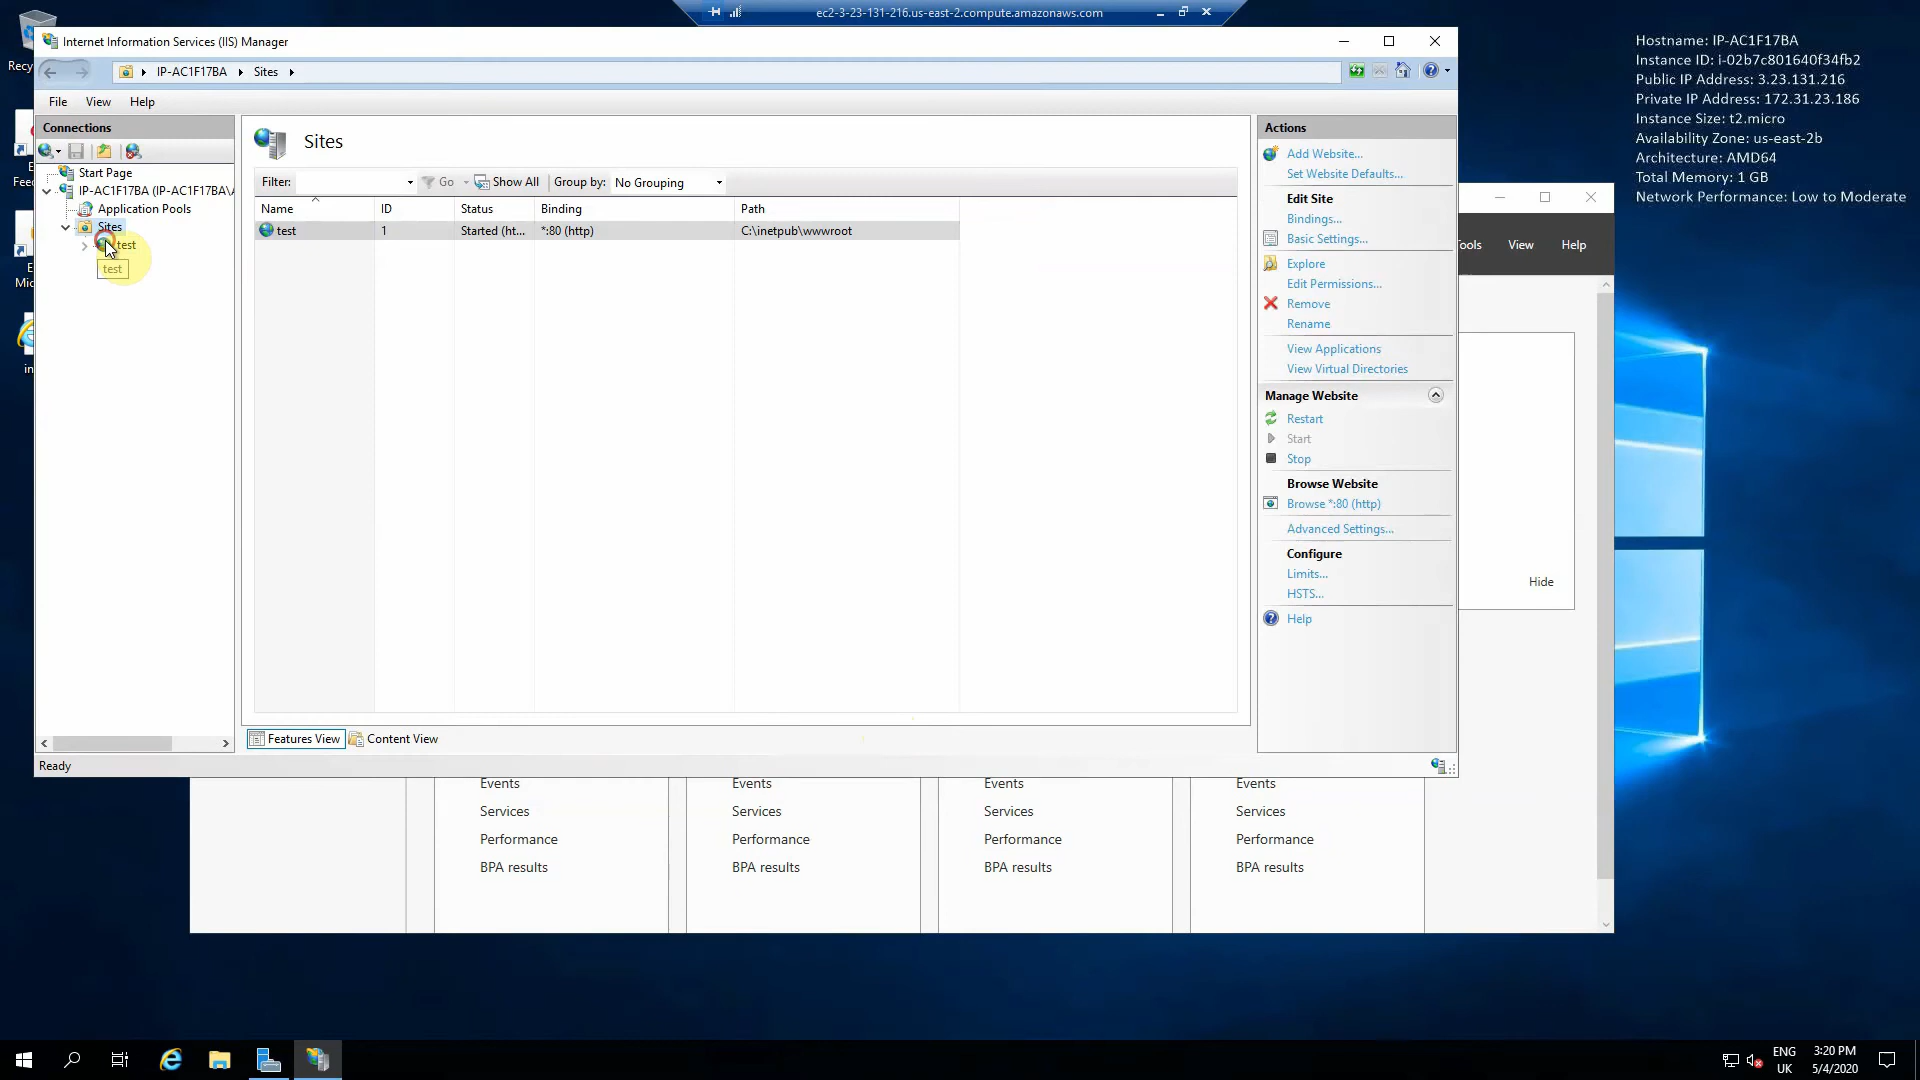 ec2-3-23-131-216.us-east-2.compute.amazonaws.com
Hostname: IP-AC1F17BA
Instance ID: i-02b7c801640f34fb2
Public IP Address: 3.23.131.216
Private IP Address: 172.31.23.186
Instance Size: t2.micro
Availability Zone: us-east-2b
Architecture: AMD64
Total Memory: 1 GB
Network Performance: Low to Moderate
Internet Information Services (IIS) Manager
IP-AC1F17BA
Sites
File
View
Help
Connections
Start Page
IP-AC1F17BA (IP-AC1F17BA\
Application Pools
Sites
test
test
Sites
Filter:
Go
Show All
Group by:
No Grouping
Name
ID
Status
Binding
Path
test
1
Started (ht...
*:80 (http)
C:\inetpub\wwwroot
Features View
Content View
Ready
Actions
Add Website...
Set Website Defaults...
Edit Site
Bindings...
Basic Settings...
Explore
Edit Permissions...
Remove
Rename
View Applications
View Virtual Directories
Manage Website
Restart
Start
Stop
Browse Website
Browse *:80 (http)
Advanced Settings...
Configure
Limits...
HSTS...
Help
ools
View
Help
Hide
Events
Services
Performance
BPA results
Events
Services
Performance
BPA results
Events
Services
Performance
BPA results
Events
Services
Performance
BPA results
Recy
E
Feed
E
Mic
in
ENG
UK
3:20 PM
5/4/2020